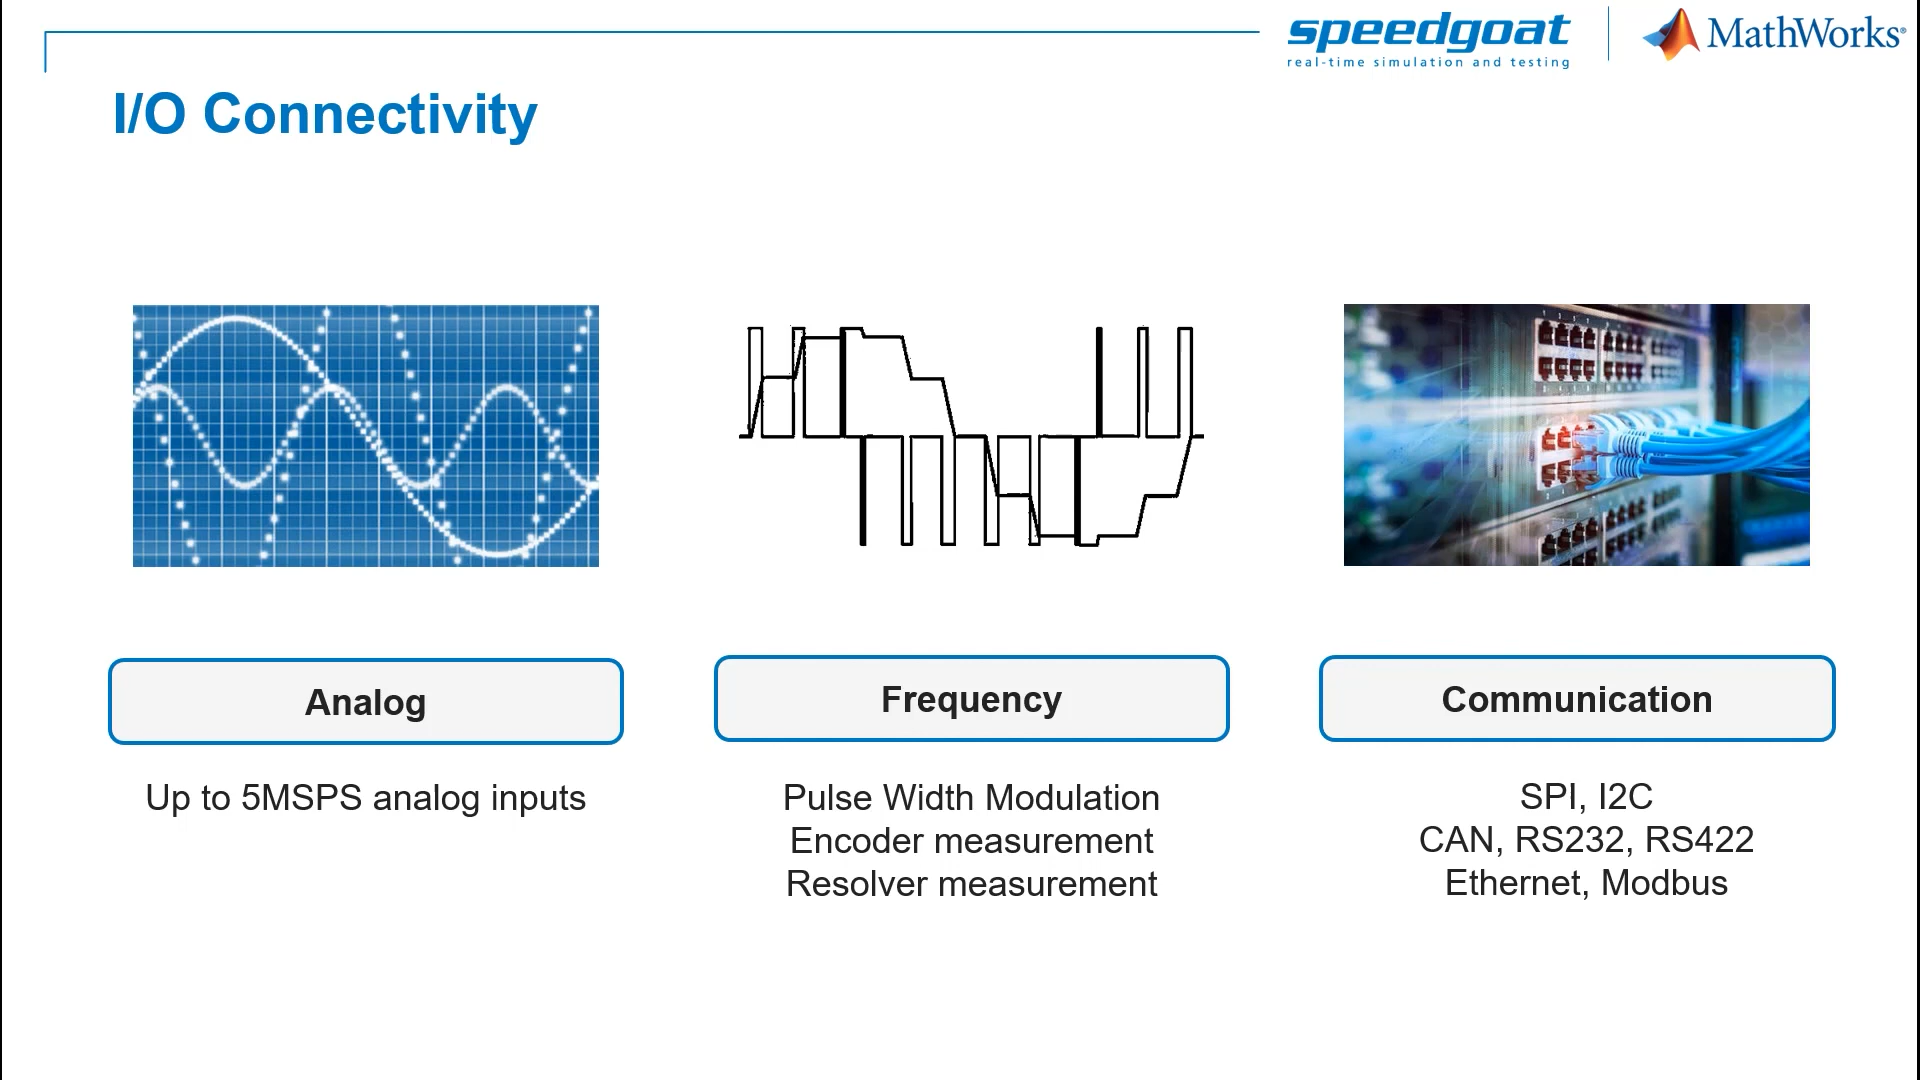 speedgoat
real-time simulation and testing
MathWorks®
I/O Connectivity
Analog
Up to 5MSPS analog inputs
Frequency
Pulse Width Modulation
Encoder measurement
Resolver measurement
Communication
SPI, I2C
CAN, RS232, RS422
Ethernet, Modbus